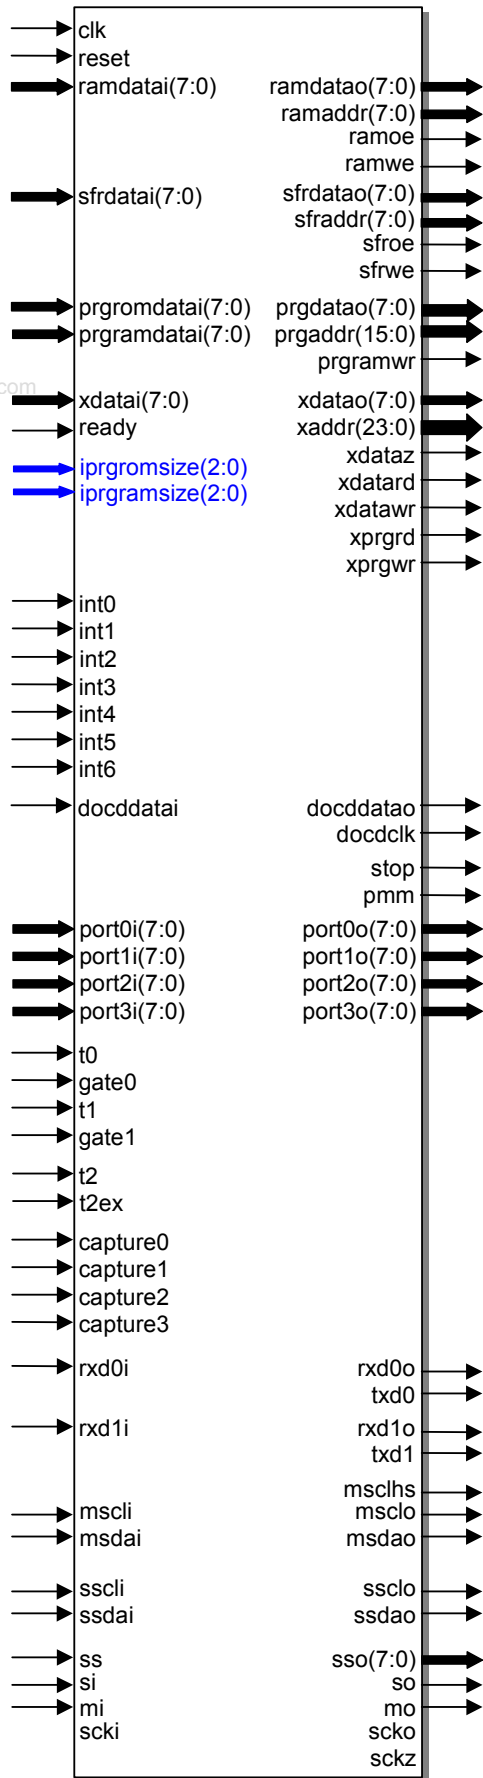 clk
reset
ramdatai(7:0) ramdatao(7:0)
ramaddr(7:0)
ramoe
ramwe
sfrdatai(7:0) sfrdatao(7:0)
sfraddr(7:0)
sfroe
sfrwe
prgromdatai(7:0) prgdatao(7:0)
prgramdatai(7:0) prgaddr(15:0)
prgramwr
com
xdatai(7:0) xdatao(7:0)
ready xaddr(23:0)
xdataz
iprgromsize(2:0)
xdatard
iprgramsize(2:0)
xdatawr
xprgrd
xprgwr
int0
int1
int2
int3
int4
int5
int6
docddatai docddatao
docdclk
stop
pmm
port0i(7:0) port0o(7:0)
port1i(7:0) port1o(7:0)
port2i(7:0) port2o(7:0)
port3i(7:0) port3o(7:0)
t0
gate0
t1
gate1
t2
t2ex
capture0
capture1
capture2
capture3
rxd0i rxd0o
txd0
rxd1i rxd1o
txd1
msclhs
mscli msclo
msdai msdao
sscli ssclo
ssdai ssdao
ss sso(7:0)
si so
mi mo
scki scko
sckz